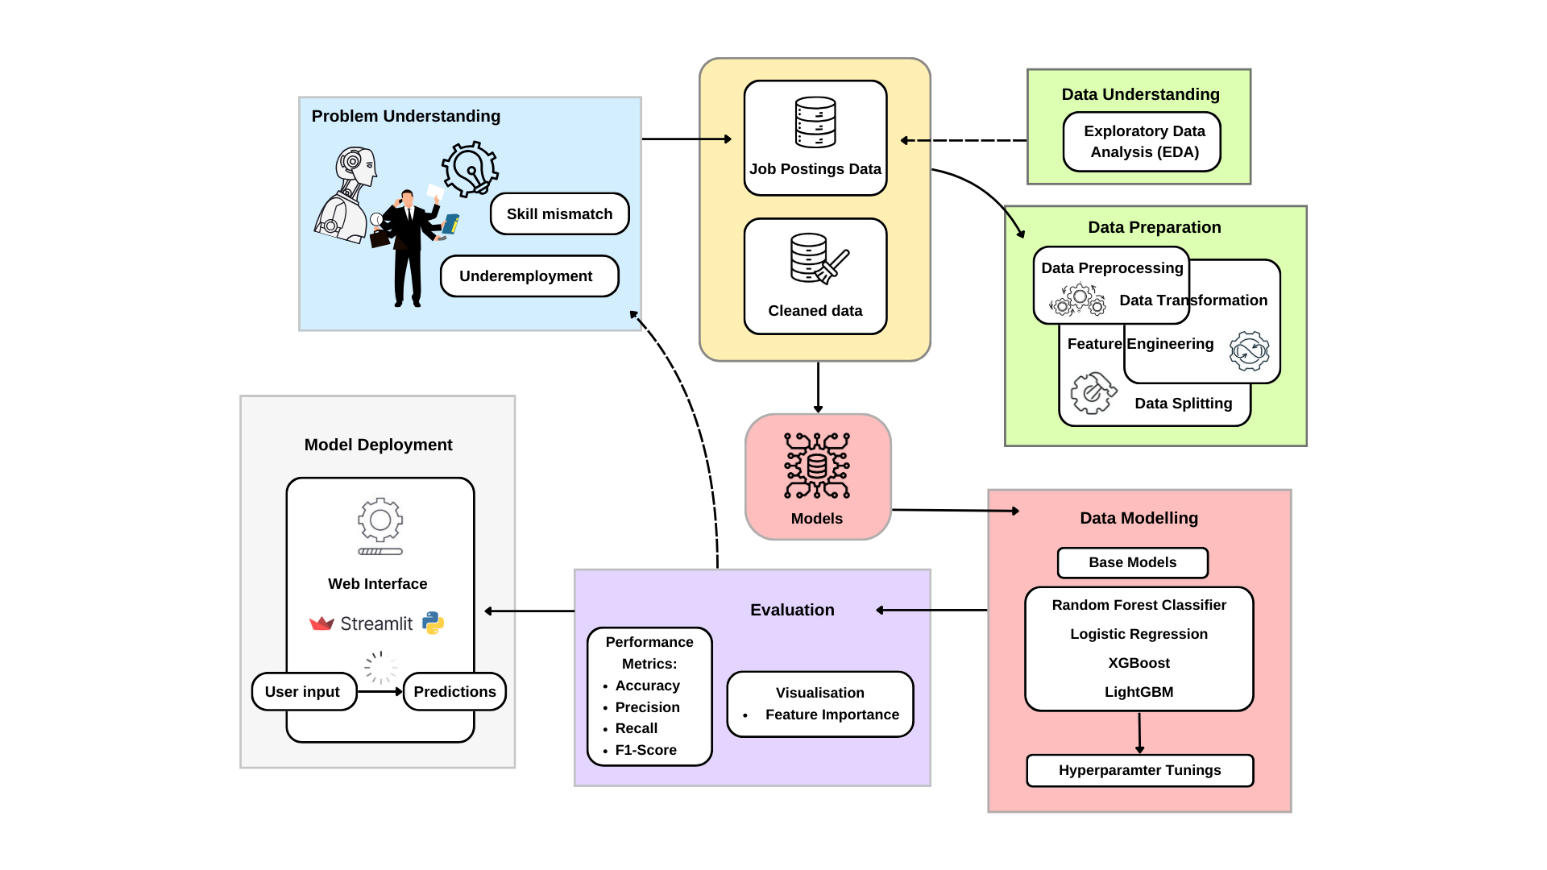 Problem Understanding
Skill mismatch
Underemployment
Job Postings Data
Cleaned data
Data Understanding
Exploratory Data
Analysis (EDA)
Data Preparation
Data Preprocessing
Data Transformation
Feature Engineering
Data Splitting
Models
Data Modelling
Base Models
Random Forest Classifier
Logistic Regression
XGBoost
LightGBM
Hyperparamter Tunings
Evaluation
Performance
Metrics:
• Accuracy
• Precision
• Recall
• F1-Score
Visualisation
• Feature Importance
Model Deployment
Web Interface
Streamlit
User input
Predictions